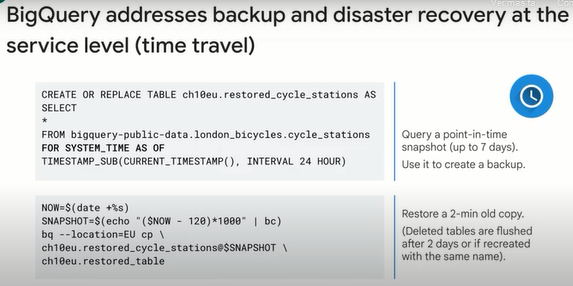 BigQuery addresses backup and disaster recovery at the
service level (time travel)
CREATE OR REPLACE TABLE ch10eu.restored_cycle_stations AS
SELECT
*
FROM bigquery-public-data.london_bicycles.cycle_stations
FOR SYSTEM_TIME AS OF
TIMESTAMP_SUB(CURRENT_TIMESTAMP(), INTERVAL 24 HOUR)
Query a point-in-time
snapshot (up to 7 days).
Use it to create a backup.
NOW=$(date +%s)
SNAPSHOT=$(echo "($NOW - 120)*1000" | bc)
bq --location=EU cp \
ch10eu.restored_cycle_stations@$SNAPSHOT \
ch10eu.restored_table
Restore a 2-min old copy.
(Deleted tables are flushed
after 2 days or if recreated
with the same name).